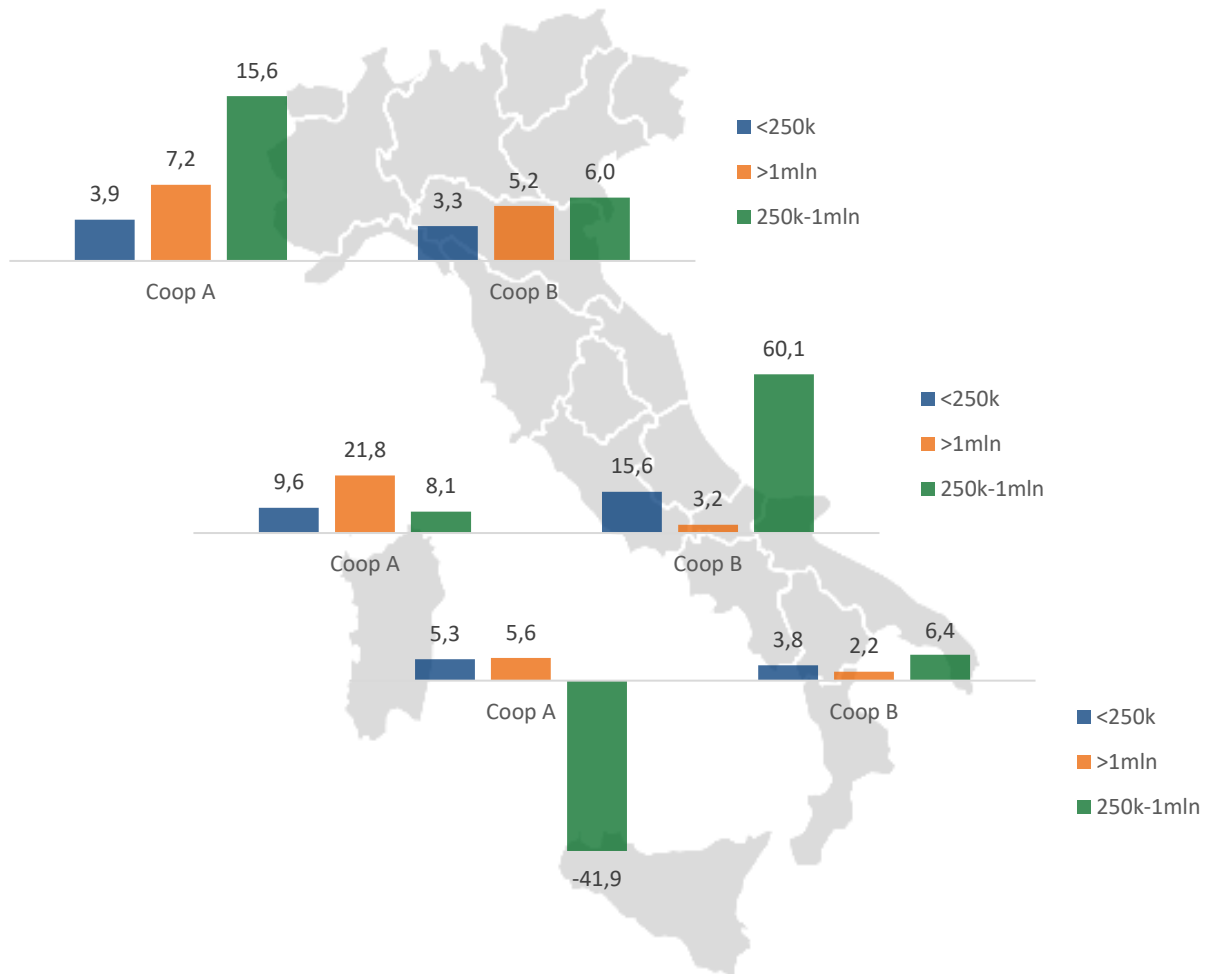 15,6
7,2
3,9
<250k
>1mln
250k-1mln
3,3
5,2
6,0
Coop A
Coop B
60,1
21,8
9,6
8,1
15,6
3,2
<250k
>1mln
250k-1mln
Coop A
Coop B
5,3
5,6
3,8
2,2
6,4
Coop A
Coop B
-41,9
<250k
>1mln
250k-1mln